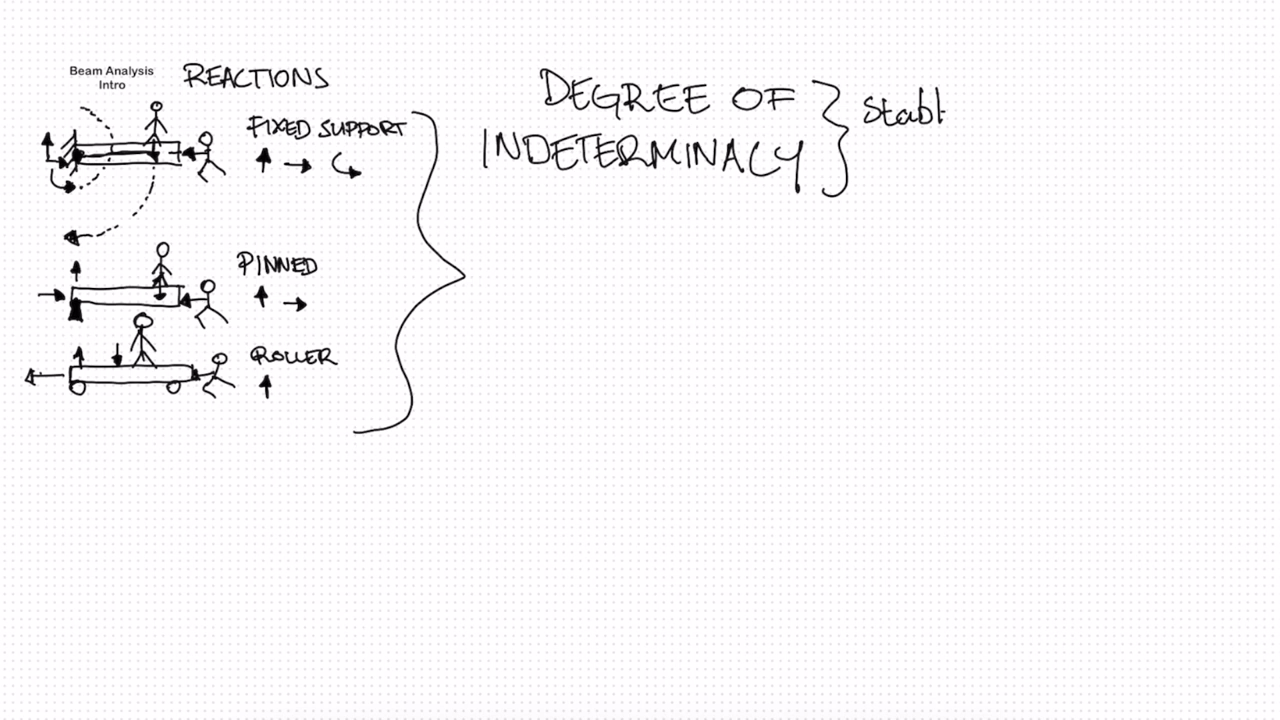 Beam Analysis
Intro
REACTIONS
FIXED SUPPORT
PINNED
ROLLER
DEGREE OF
INDETERMINACY